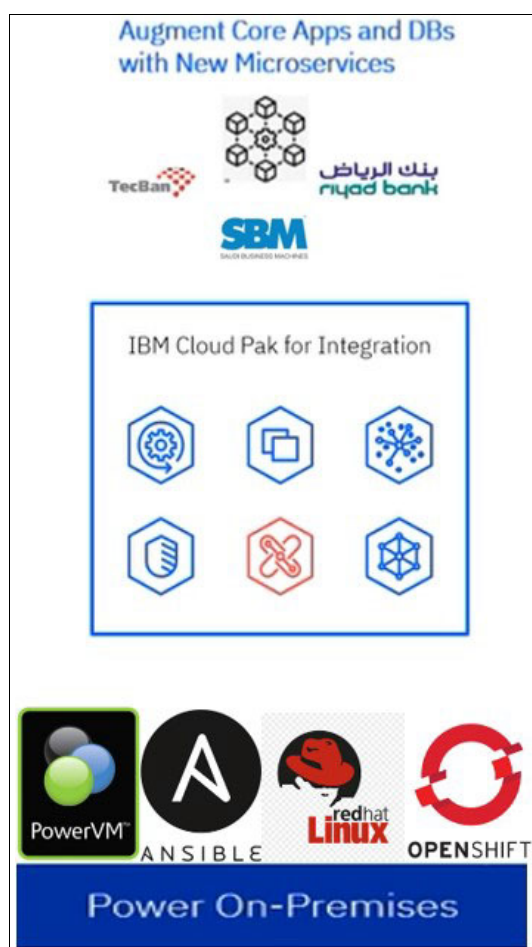 Augment Core Apps and DBs
with New Microservices
TecBan
بنك الرياض
riyad bank
SBM
SAUDI BUSINESS MACHINES
IBM Cloud Pak for Integration
PowerVM™
ANSIBLE
redhat
Linux
OPENSHIFT
Power On-Premises